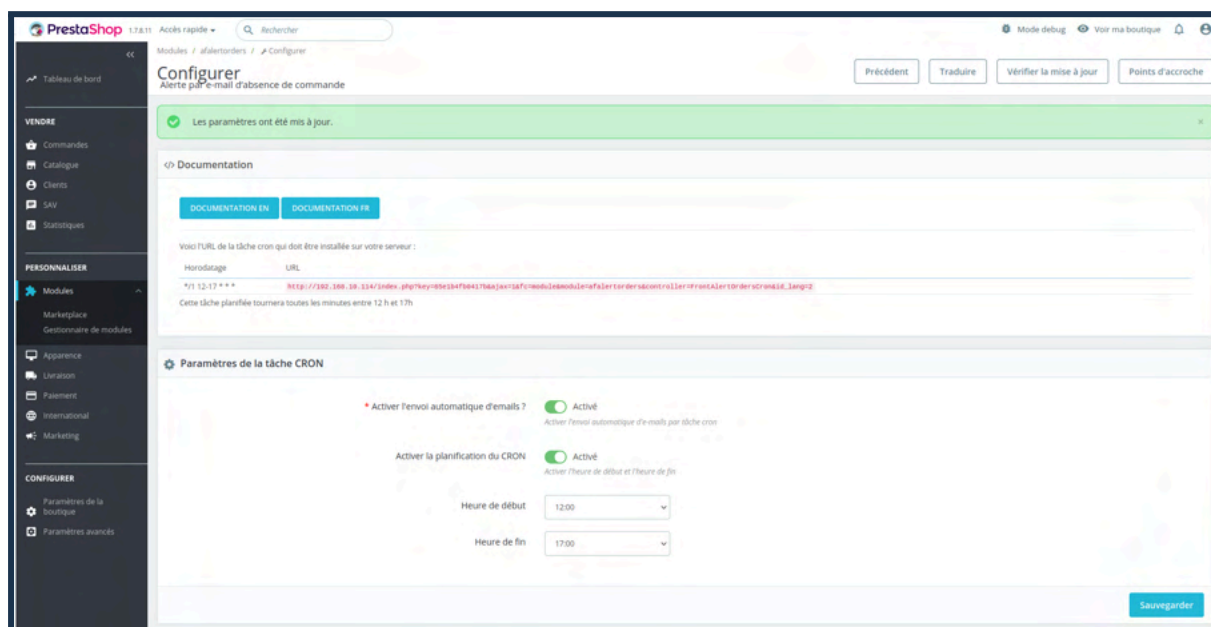 PrestaShop 1.7.8.11 Accès rapide Rechercher Mode debug Voir ma boutique
Modules / afalertorders / Configurer
Configurer
Alerte par e-mail d'absence de commande
Précédent Traduire Vérifier la mise à jour Points d'accroche
Tableau de bord
VENDRE
Commandes
Catalogue
Clients
SAV
Statistiques
PERSONNALISER
Modules
Marketplace
Gestionnaire de modules
Apparence
Livraison
Paiement
International
Marketing
CONFIGURER
Paramètres de la
boutique
Paramètres avancés
Les paramètres ont été mis à jour.
</> Documentation
DOCUMENTATION EN DOCUMENTATION FR
Voici l'URL de la tâche cron qui doit être installée sur votre serveur :
Horodatage URL
*/1 12-17 * * *
Cette tâche planifiée tournera toutes les minutes entre 12 h et 17h
Paramètres de la tâche CRON
* Activer l'envoi automatique d'emails ? Activé
Activer l'envoi automatique d'e-mails par tâche cron
Activer la planification du CRON Activé
Activer l'heure de début et l'heure de fin
Heure de début 12:00
Heure de fin 17:00
Sauvegarder